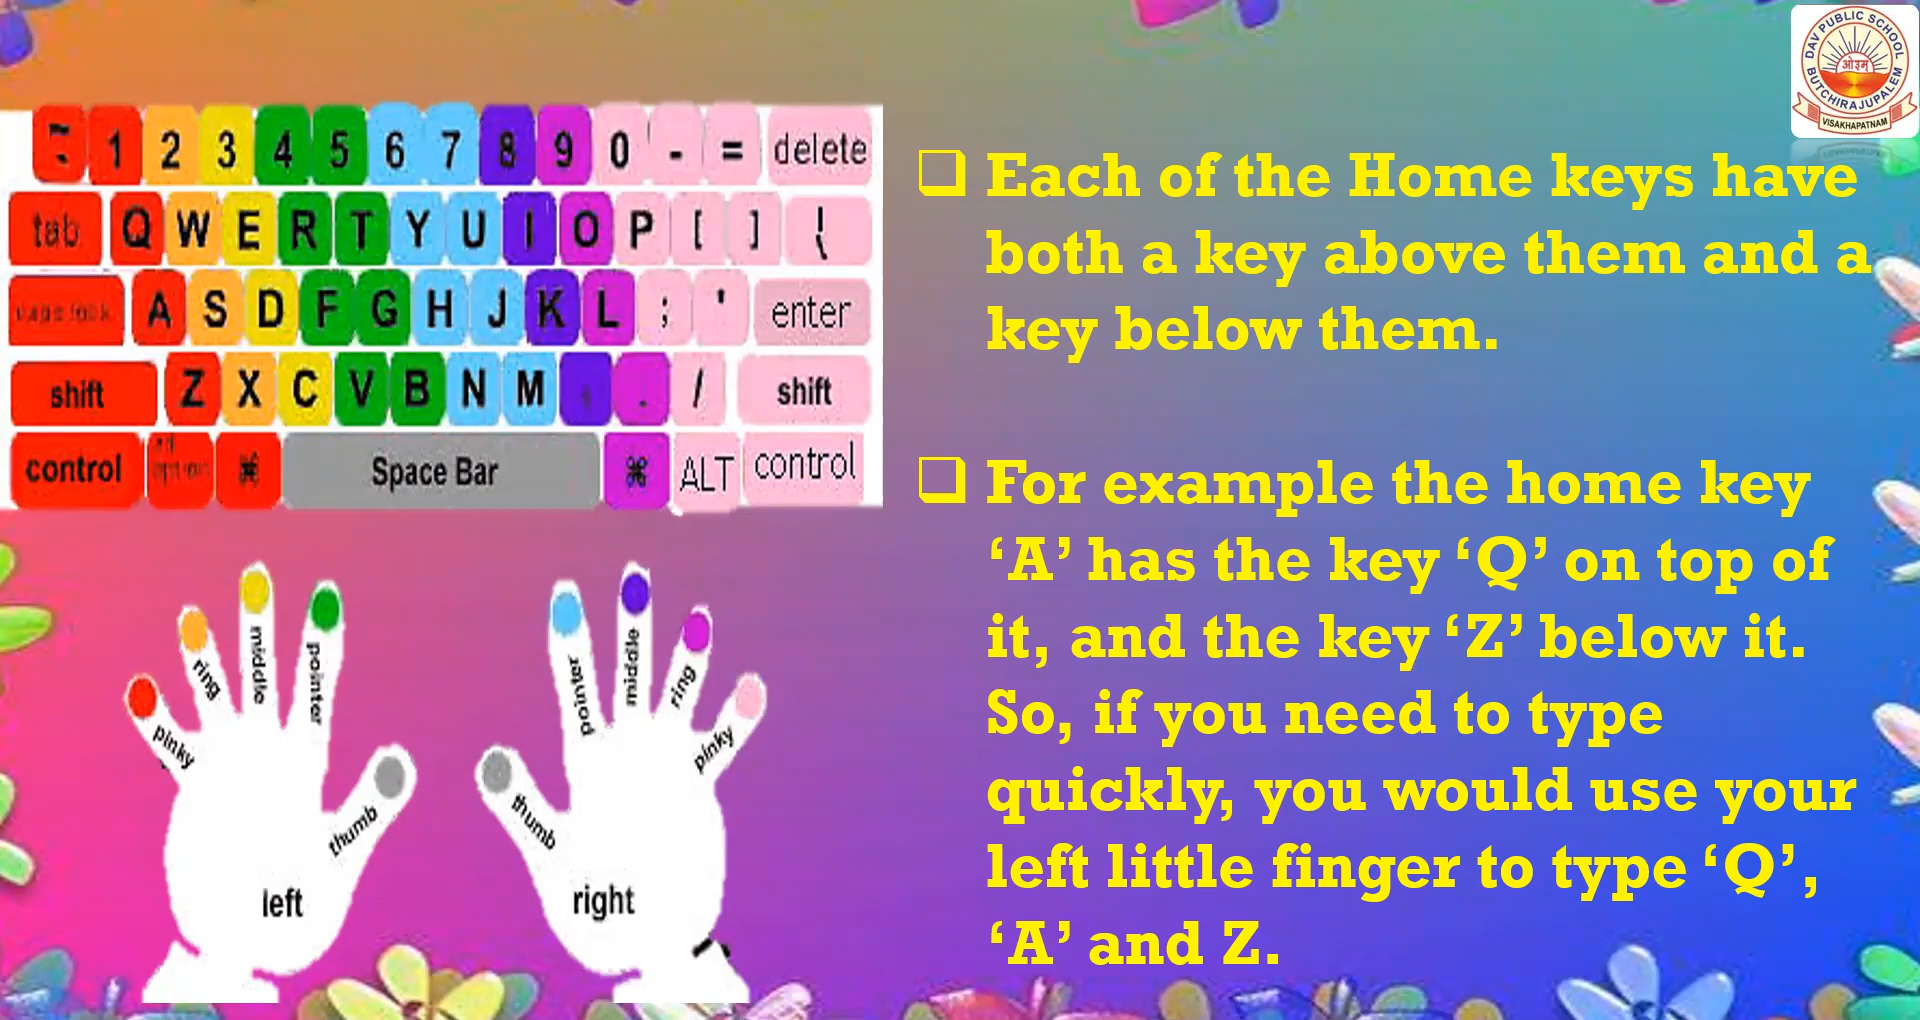 DAV PUBLIC SCHOOL
ओ३म्
BUTCHIRAJUPALEM
VISAKHAPATNAM
~ 1 2 3 4 5 6 7 8 9 0 - = delete
tab Q W E R T Y U I O P [ ]
caps lock A S D F G H J K L ; ' enter
shift Z X C V B N M , . / shift
control option ⌘ Space Bar ⌘ ALT control
❑ Each of the Home keys have
both a key above them and a
key below them.
❑ For example the home key
‘A’ has the key ‘Q’ on top of
it, and the key ‘Z’ below it.
So, if you need to type
quickly, you would use your
left little finger to type ‘Q’,
‘A’ and Z.
pinky
ring
middle
pointer
thumb
left
thumb
pointer
middle
ring
pinky
right